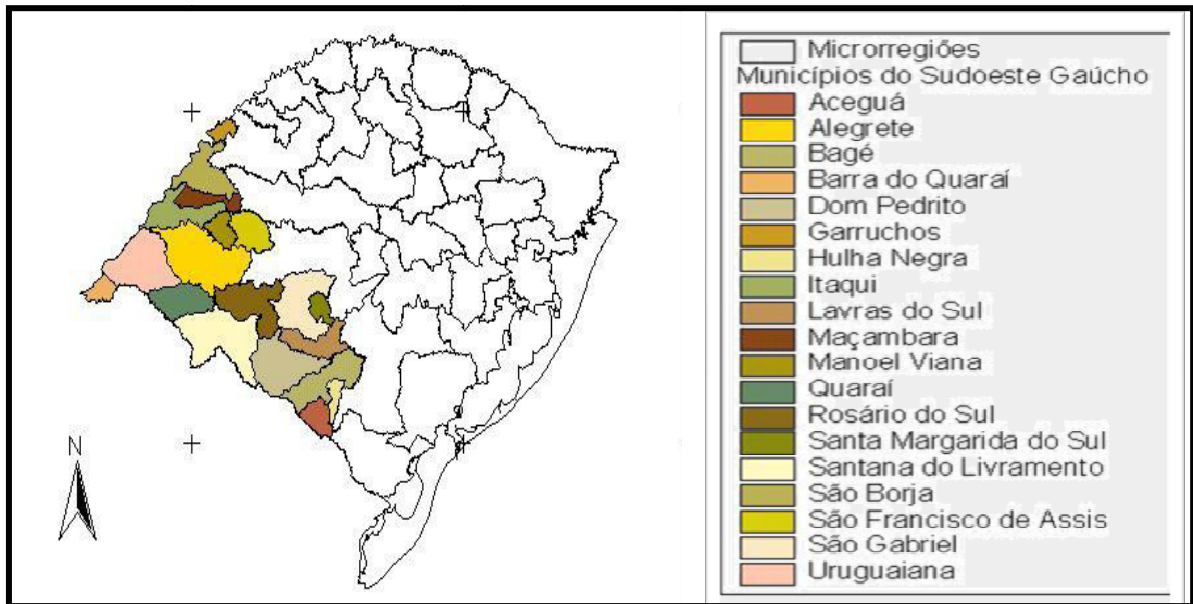 N
Microrregiões
Municípios do Sudoeste Gaúcho
Aceguá
Alegrete
Bagé
Barra do Quaraí
Dom Pedrito
Garruchos
Hulha Negra
Itaqui
Lavras do Sul
Maçambara
Manoel Viana
Quaraí
Rosário do Sul
Santa Margarida do Sul
Santana do Livramento
São Borja
São Francisco de Assis
São Gabriel
Uruguaiana